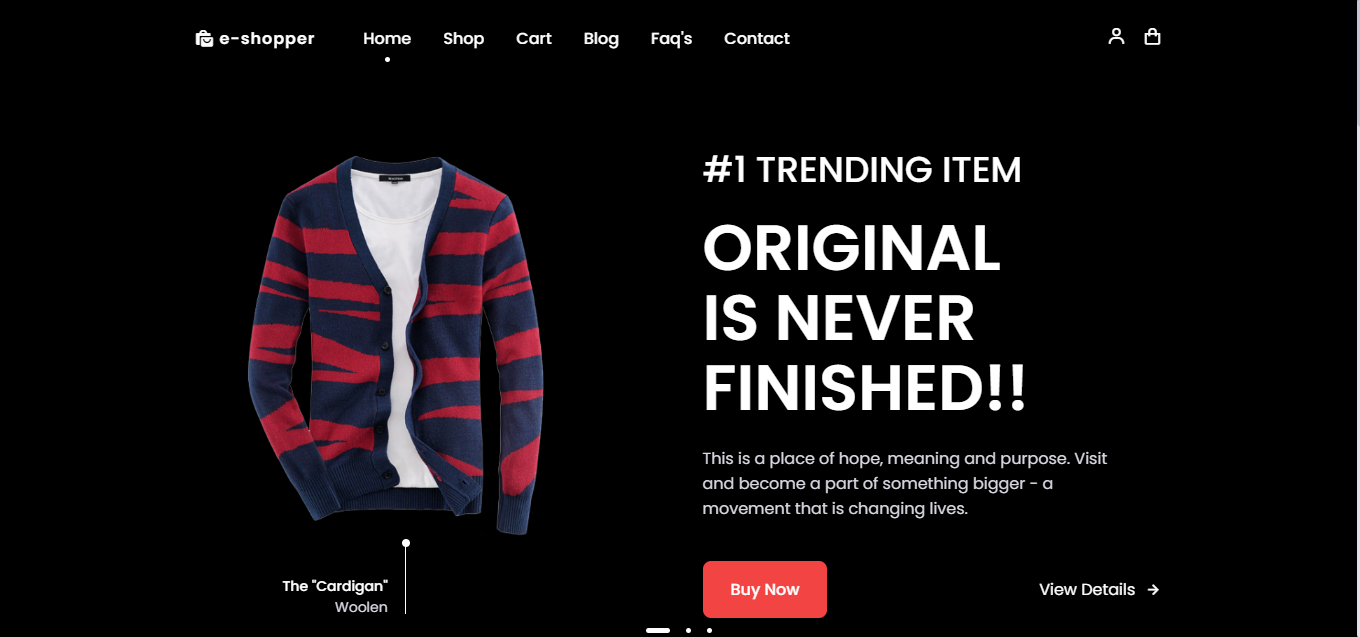 e-shopper
Home Shop Cart Blog Faq's Contact
#1 TRENDING ITEM
ORIGINAL
IS NEVER
FINISHED!!
This is a place of hope, meaning and purpose. Visit
and become a part of something bigger - a
movement that is changing lives.
The "Cardigan"
Woolen
Buy Now
View Details →